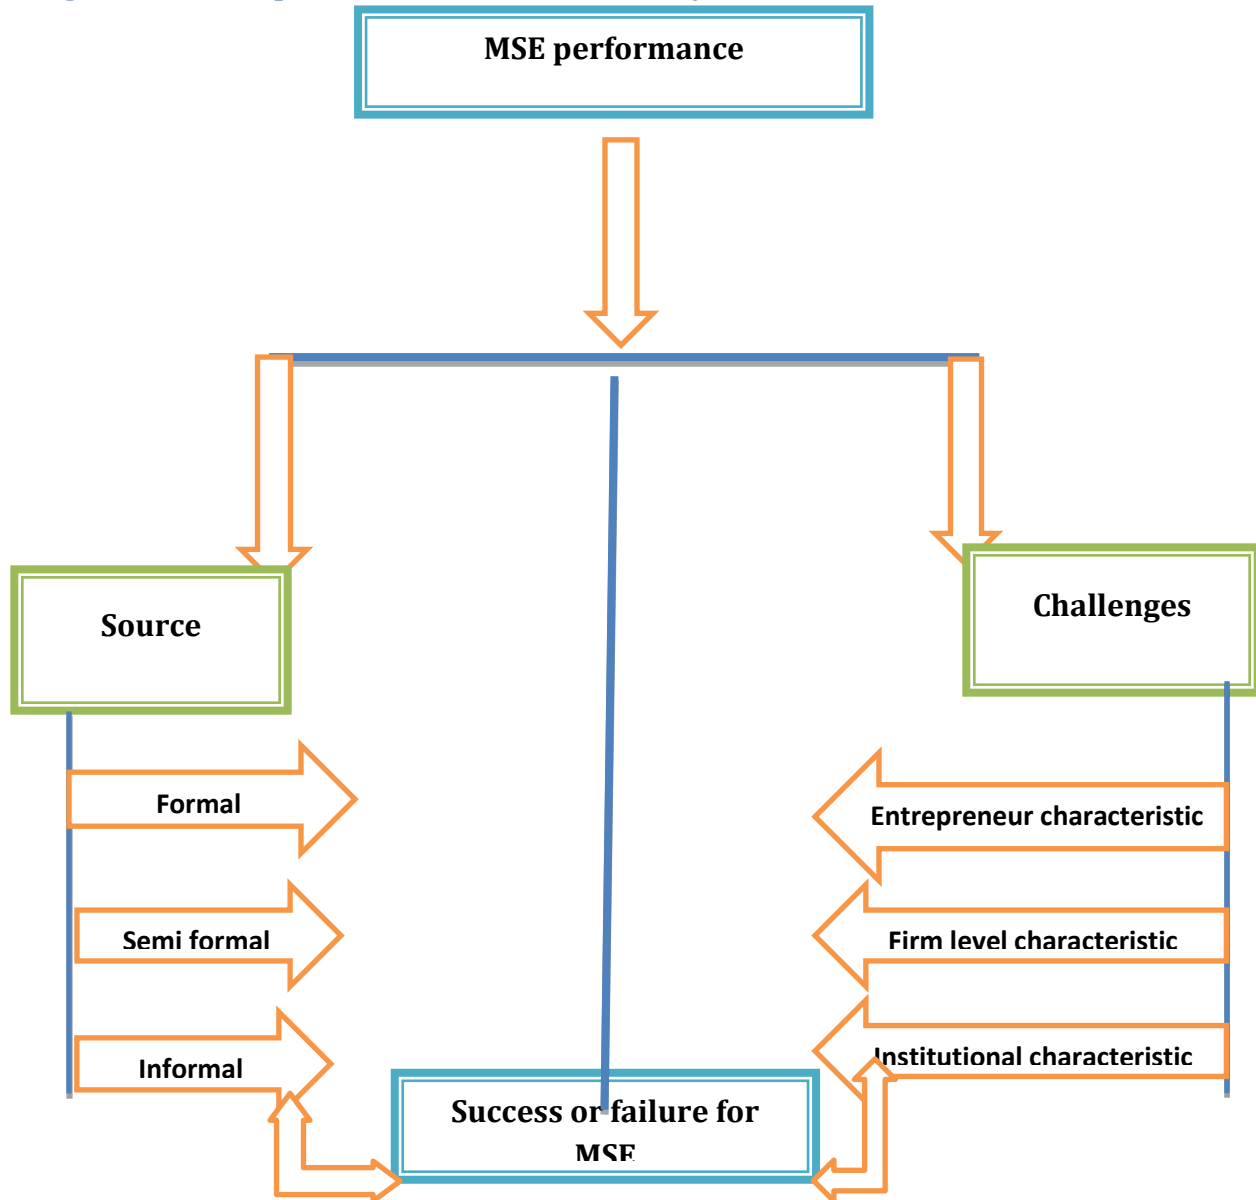 MSE performance
Source
Challenges
Formal
Entrepreneur characteristic
Semi formal
Firm level characteristic
Informal
Institutional characteristic
Success or failure for
MSE